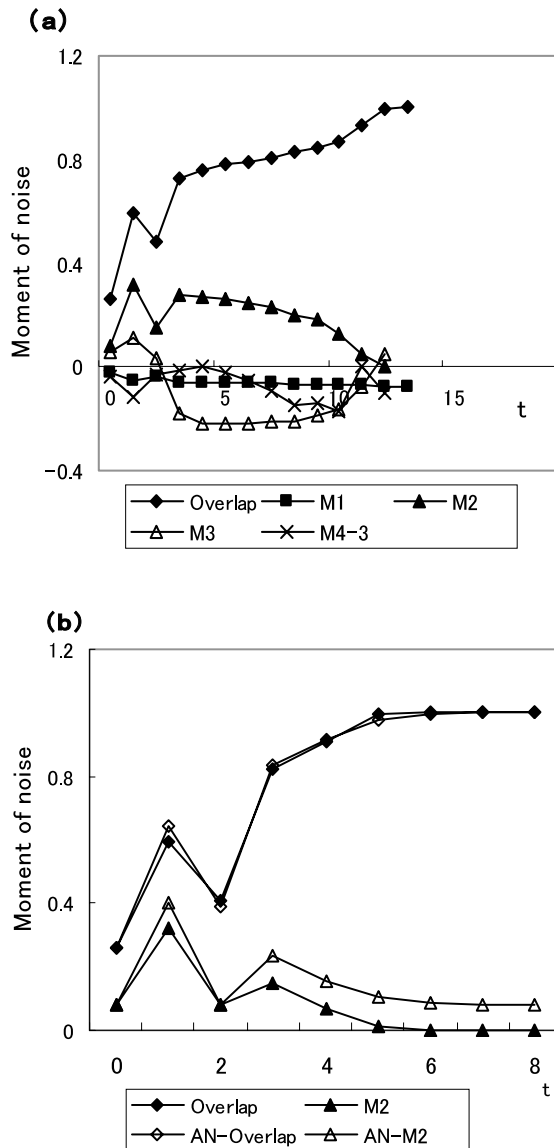 (a)
1.2
0.8
0.4
0
-0.4
Moment of noise
0 5 10 15
t
Overlap M1 M2
M3 M4-3
(b)
1.2
0.8
0.4
0
Moment of noise
0 2 4 6 8
t
Overlap M2
AN-Overlap AN-M2